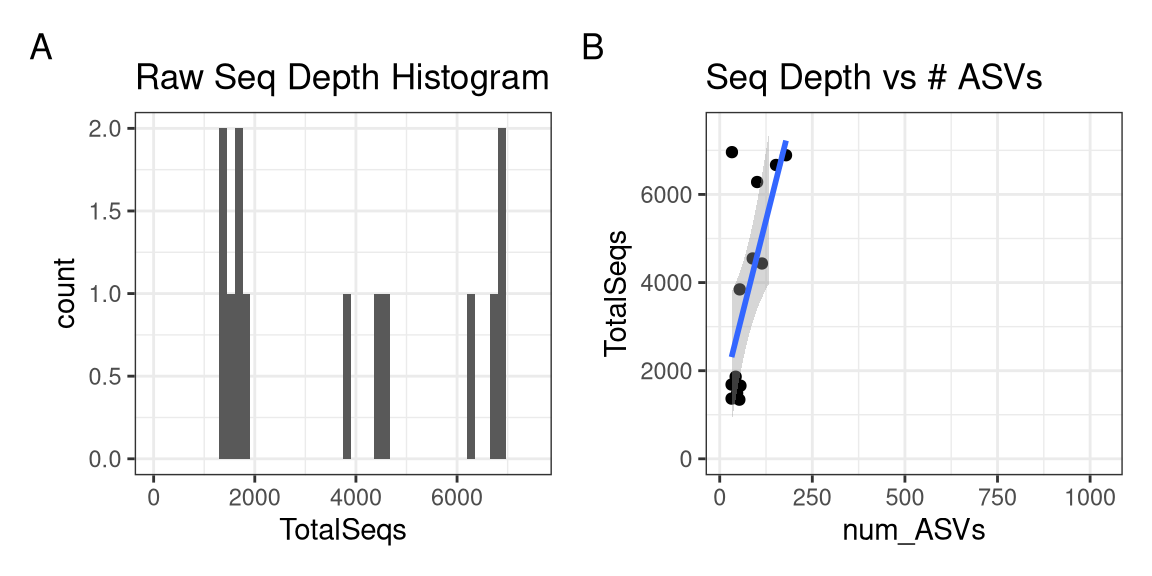 A
Raw Seq Depth Histogram
2.0
1.5
1.0
0.5
0.0
count
0 2000 4000 6000
TotalSeqs
B
Seq Depth vs # ASVs
6000
4000
2000
0
TotalSeqs
0 250 500 750 1000
num_ASVs